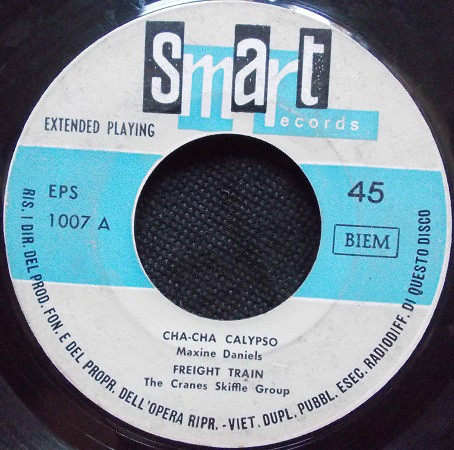 Smart
records
EXTENDED PLAYING
EPS
1007 A
45
BIEM
CHA-CHA CALYPSO
Maxine Daniels
FREIGHT TRAIN
The Cranes Skiffle Group
RIS. I DIR. DEL PROD. FON. E DEL PROPR. DELL'OPERA RIPR. - VIET. DUPL. PUBBL. ESEC. RADIODIFF. DI QUESTO DISCO